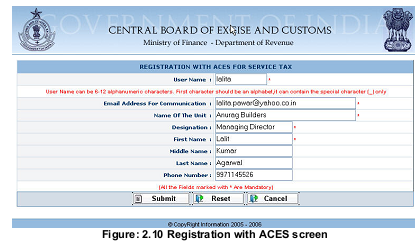 GOVERNMENT OF INDIA
CENTRAL BOARD OF EXCISE AND CUSTOMS
Ministry of Finance - Department of Revenue
REGISTRATION WITH ACES FOR SERVICE TAX
User Name : lalita *
User Name can be 6-12 alphanumeric characters. First character should be an alphabet,it can contain the special character (_) only
Email Address For Communication : lalita.pawar@yahoo.co.in *
Name Of The Unit : Anurag Builders *
Designation : Managing Director *
First Name : Lalit *
Middle Name : Kumar
Last Name : Agarwal
Phone Number : 9971145526
(All the Fields marked with * Are Mandatory)
Submit Reset Cancel
© CopyRight Information 2005 - 2006
Figure: 2.10 Registration with ACES screen